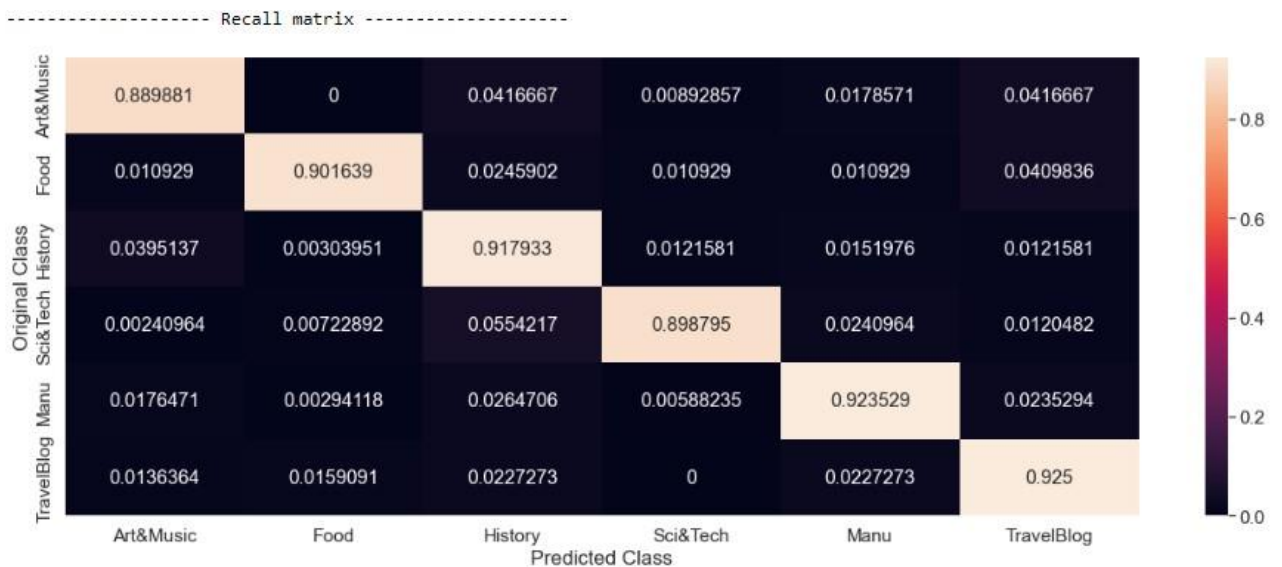 -------------------- Recall matrix --------------------
Art&Music 0.889881 0 0.0416667 0.00892857 0.0178571 0.0416667
Food 0.010929 0.901639 0.0245902 0.010929 0.010929 0.0409836
History 0.0395137 0.00303951 0.917933 0.0121581 0.0151976 0.0121581
Sci&Tech 0.00240964 0.00722892 0.0554217 0.898795 0.0240964 0.0120482
Manu 0.0176471 0.00294118 0.0264706 0.00588235 0.923529 0.0235294
TravelBlog 0.0136364 0.0159091 0.0227273 0 0.0227273 0.925
Original Class
Art&Music Food History Sci&Tech Manu TravelBlog
Predicted Class
0.8
0.6
0.4
0.2
0.0